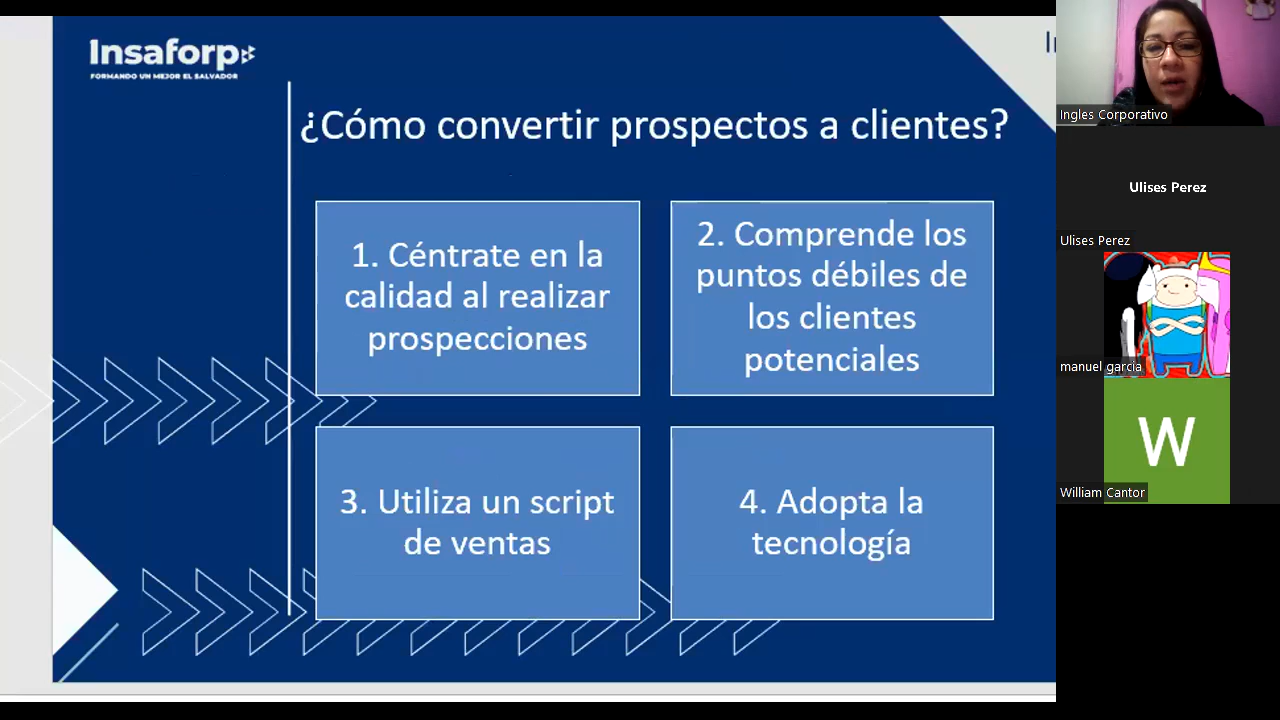 Insaforp
FORMANDO UN MEJOR EL SALVADOR
¿Cómo convertir prospectos a clientes?
1. Céntrate en la
calidad al realizar
prospecciones
2. Comprende los
puntos débiles de
los clientes
potenciales
3. Utiliza un script
de ventas
4. Adopta la
tecnología
Ingles Corporativo
Ulises Perez
Ulises Perez
manuel garcia
W
William Cantor